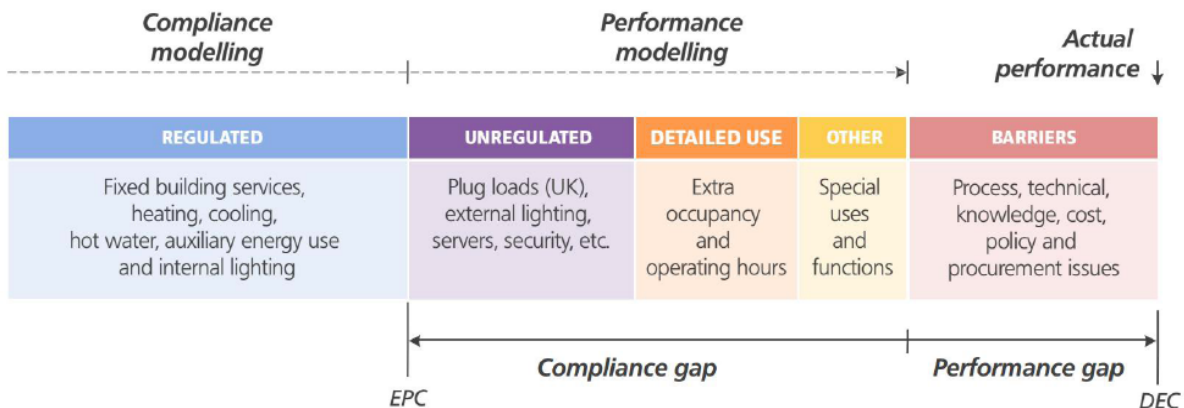 Compliance
modelling
Performance
modelling
Actual
performance
REGULATED
UNREGULATED
DETAILED USE
OTHER
BARRIERS
Fixed building services,
heating, cooling,
hot water, auxiliary energy use
and internal lighting
Plug loads (UK),
external lighting,
servers, security, etc.
Extra
occupancy
and
operating hours
Special
uses
and
functions
Process, technical,
knowledge, cost,
policy and
procurement issues
Compliance gap
Performance gap
EPC
DEC